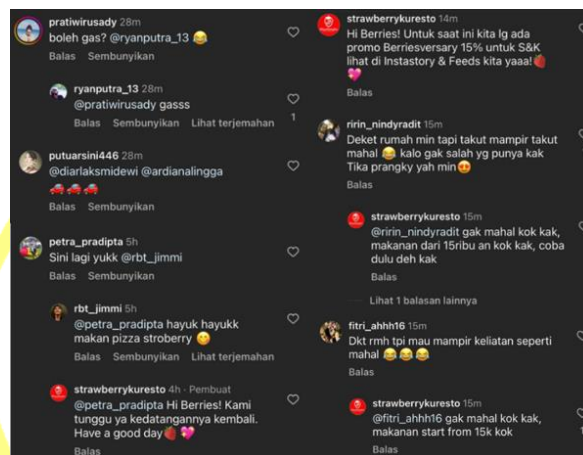 pratiwirusady 28m
boleh gas? @ryanputra_13 😂
Balas Sembunyikan
ryanputra_13 28m
@pratiwirusady gasss
Balas Sembunyikan Lihat terjemahan
1
putuarsini446 28m
@diarlaksmidewi @ardianalingga
🚗🚗🚗
Balas Sembunyikan
petra_pradipta 5h
Sini lagi yukk @rbt_jimmi
Balas Sembunyikan
rbt_jimmi 5h
@petra_pradipta hayuk hayukk
makan pizza stroberry 😋
Balas Sembunyikan Lihat terjemahan
strawberrykuresto 4h · Pembuat
@petra_pradipta Hi Berries! Kami
tunggu ya kedatangannya kembali.
Have a good day🍓 💖
Balas
strawberrykuresto 14m
Hi Berries! Untuk saat ini kita lg ada
promo Berriesversary 15% untuk S&K
lihat di Instastory & Feeds kita yaaa!🍓
💖
Balas
ririn_nindyradit 15m
Deket rumah min tapi takut mampir takut
mahal 😂 kalo gak salah yg punya kak
Tika prangky yah min😍
Balas
strawberrykuresto 15m
@ririn_nindyradit gak mahal kok kak,
makanan dari 15ribu an kok kak, coba
dulu deh kak
Balas
Lihat 1 balasan lainnya
fitri_ahhh16 15m
Dkt rmh tpi mau mampir keliatan seperti
mahal 😂 😂 😂
Balas
strawberrykuresto 15m
@fitri_ahhh16 gak mahal kok kak,
makanan start from 15k kok
Balas